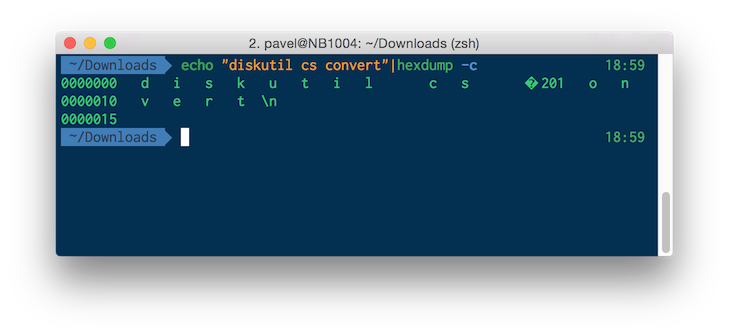 2. pavel@NB1004: ~/Downloads (zsh)
~/Downloads echo "diskutil cs convert"|hexdump -c 18:59
0000000 d i s k u t i l c s �201 o n
0000010 v e r t \n
0000015
~/Downloads 18:59